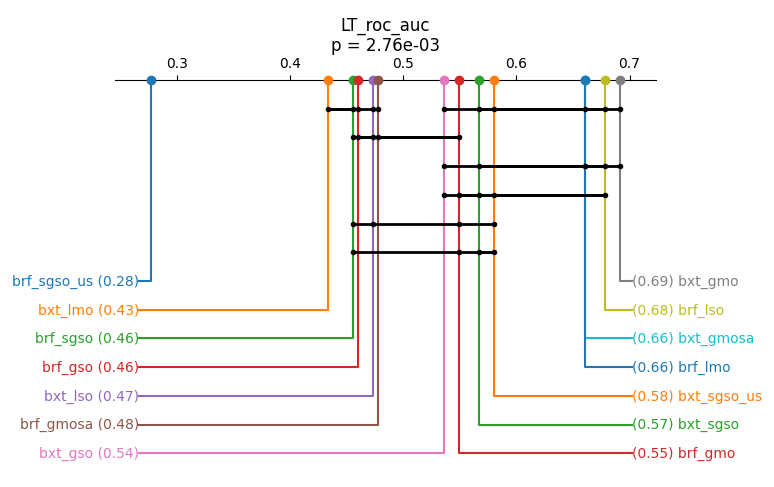 LT_roc_auc
p = 2.76e-03
0.3 0.4 0.5 0.6 0.7
brf_sgso_us (0.28) (0.69) bxt_gmo
bxt_lmo (0.43) (0.68) brf_lso
brf_sgso (0.46) (0.66) bxt_gmosa
brf_gso (0.46) (0.66) brf_lmo
bxt_lso (0.47) (0.58) bxt_sgso_us
brf_gmosa (0.48) (0.57) bxt_sgso
bxt_gso (0.54) (0.55) brf_gmo